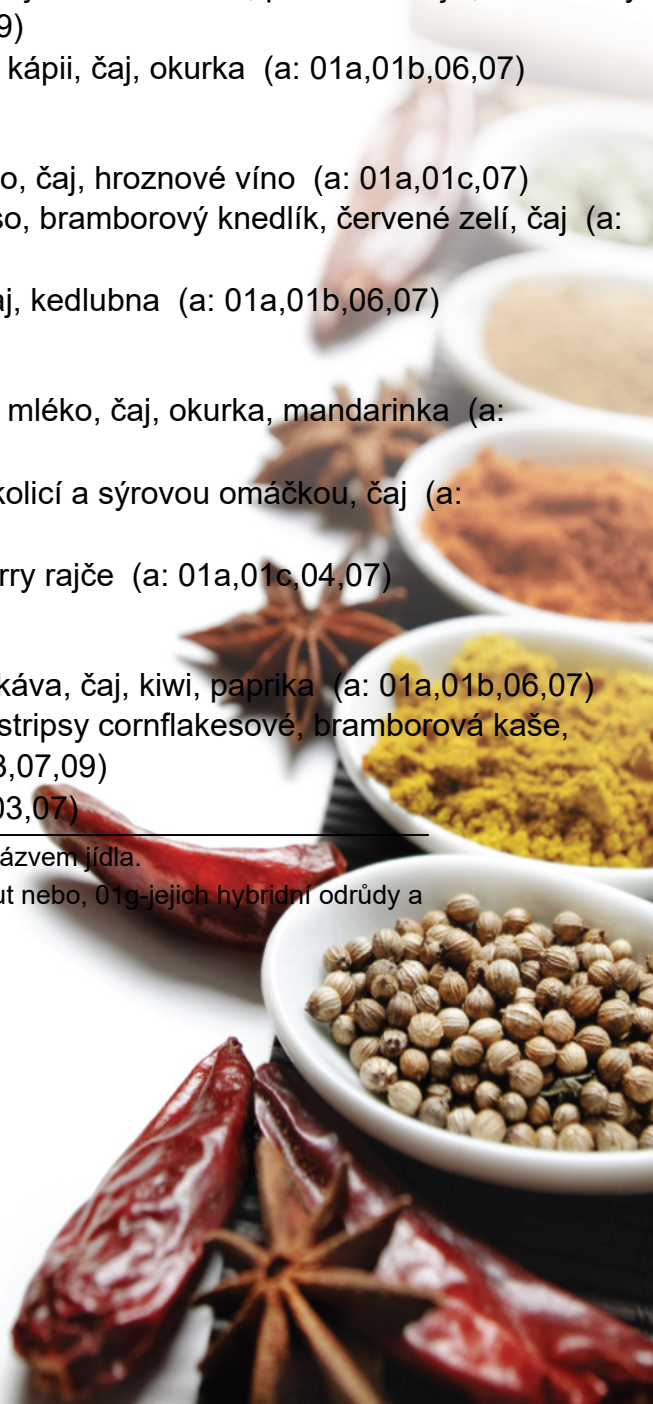 9)
kápii, čaj, okurka (a: 01a,01b,06,07)
o, čaj, hroznové víno (a: 01a,01c,07)
so, bramborový knedlík, červené zelí, čaj (a:
aj, kedlubna (a: 01a,01b,06,07)
mléko, čaj, okurka, mandarinka (a:
kolicí a sýrovou omáčkou, čaj (a:
rry rajče (a: 01a,01c,04,07)
káva, čaj, kiwi, paprika (a: 01a,01b,06,07)
stripsy cornflakesové, bramborová kaše,
3,07,09)
03,07)
ázvem jídla.
ut nebo, 01g-jejich hybridní odrůdy a